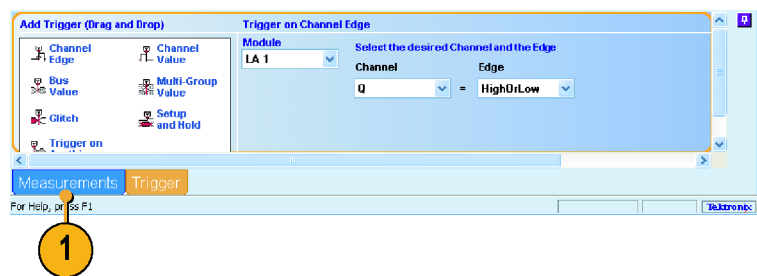 Add Trigger (Drag and Drop)
Trigger on Channel Edge
Channel Edge
Channel Value
Bus Value
Multi-Group Value
Glitch
Setup and Hold
Trigger on
Module
LA 1
Select the desired Channel and the Edge
Channel
Edge
Q
=
HighOrLow
Measurements
Trigger
For Help, press F1
Tektronix
1